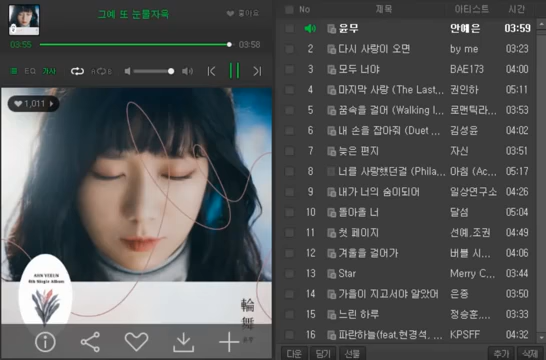 그예 또 눈물자욱
좋아요
03:55
03:58
EQ 가사
1,011
AHN YEEUN
5th Single Album
輪舞
No 제목 아티스트 시간
윤무 안예은 03:59
2 다시 사랑이 오면 by me 03:23
3 모두 너야 BAE173 04:00
4 마지막 사랑 (The Last,... 권인하 05:11
5 꿈속을 걸어 (Walking I... 로맨틱라... 03:53
6 내 손을 잡아줘 (Duet ... 김성윤 04:02
7 늦은 편지 자신 03:51
8 너를 사랑했던걸 (Phila... 아침 (Ac... 05:17
9 내가 너의 숨이되어 일상연구소 04:26
10 돌아올 너 달섬 05:04
11 첫 페이지 선예,조권 04:49
12 겨울을 걸어가 버블 시... 04:06
13 Star Merry C... 03:44
14 가을이 지고서야 알았어 은종 03:50
15 느린 하루 정승훈,... 03:33
16 파란하늘(feat,현경석, ... KPSFF 04:32
다운 담기 선물 추가 삭제